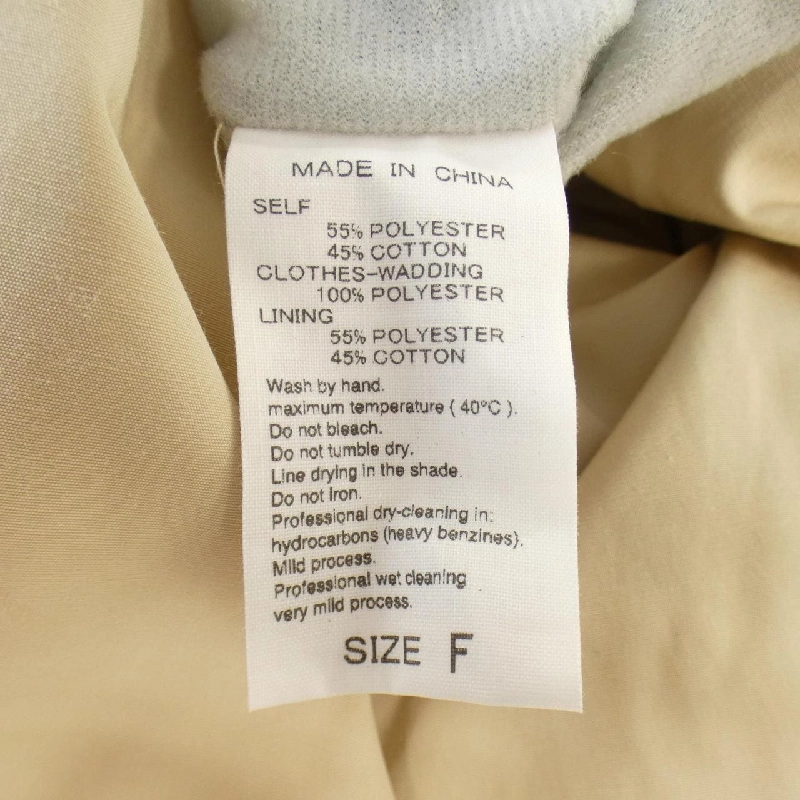 MADE IN CHINA
SELF
55% POLYESTER
45% COTTON
CLOTHES-WADDING
100% POLYESTER
LINING
55% POLYESTER
45% COTTON
Wash by hand.
maximum temperature ( 40°C ).
Do not bleach.
Do not tumble dry.
Line drying in the shade.
Do not iron.
Professional dry-cleaning in:
hydrocarbons (heavy benzines).
Mild process.
Professional wet cleaning
very mild process.
SIZE F